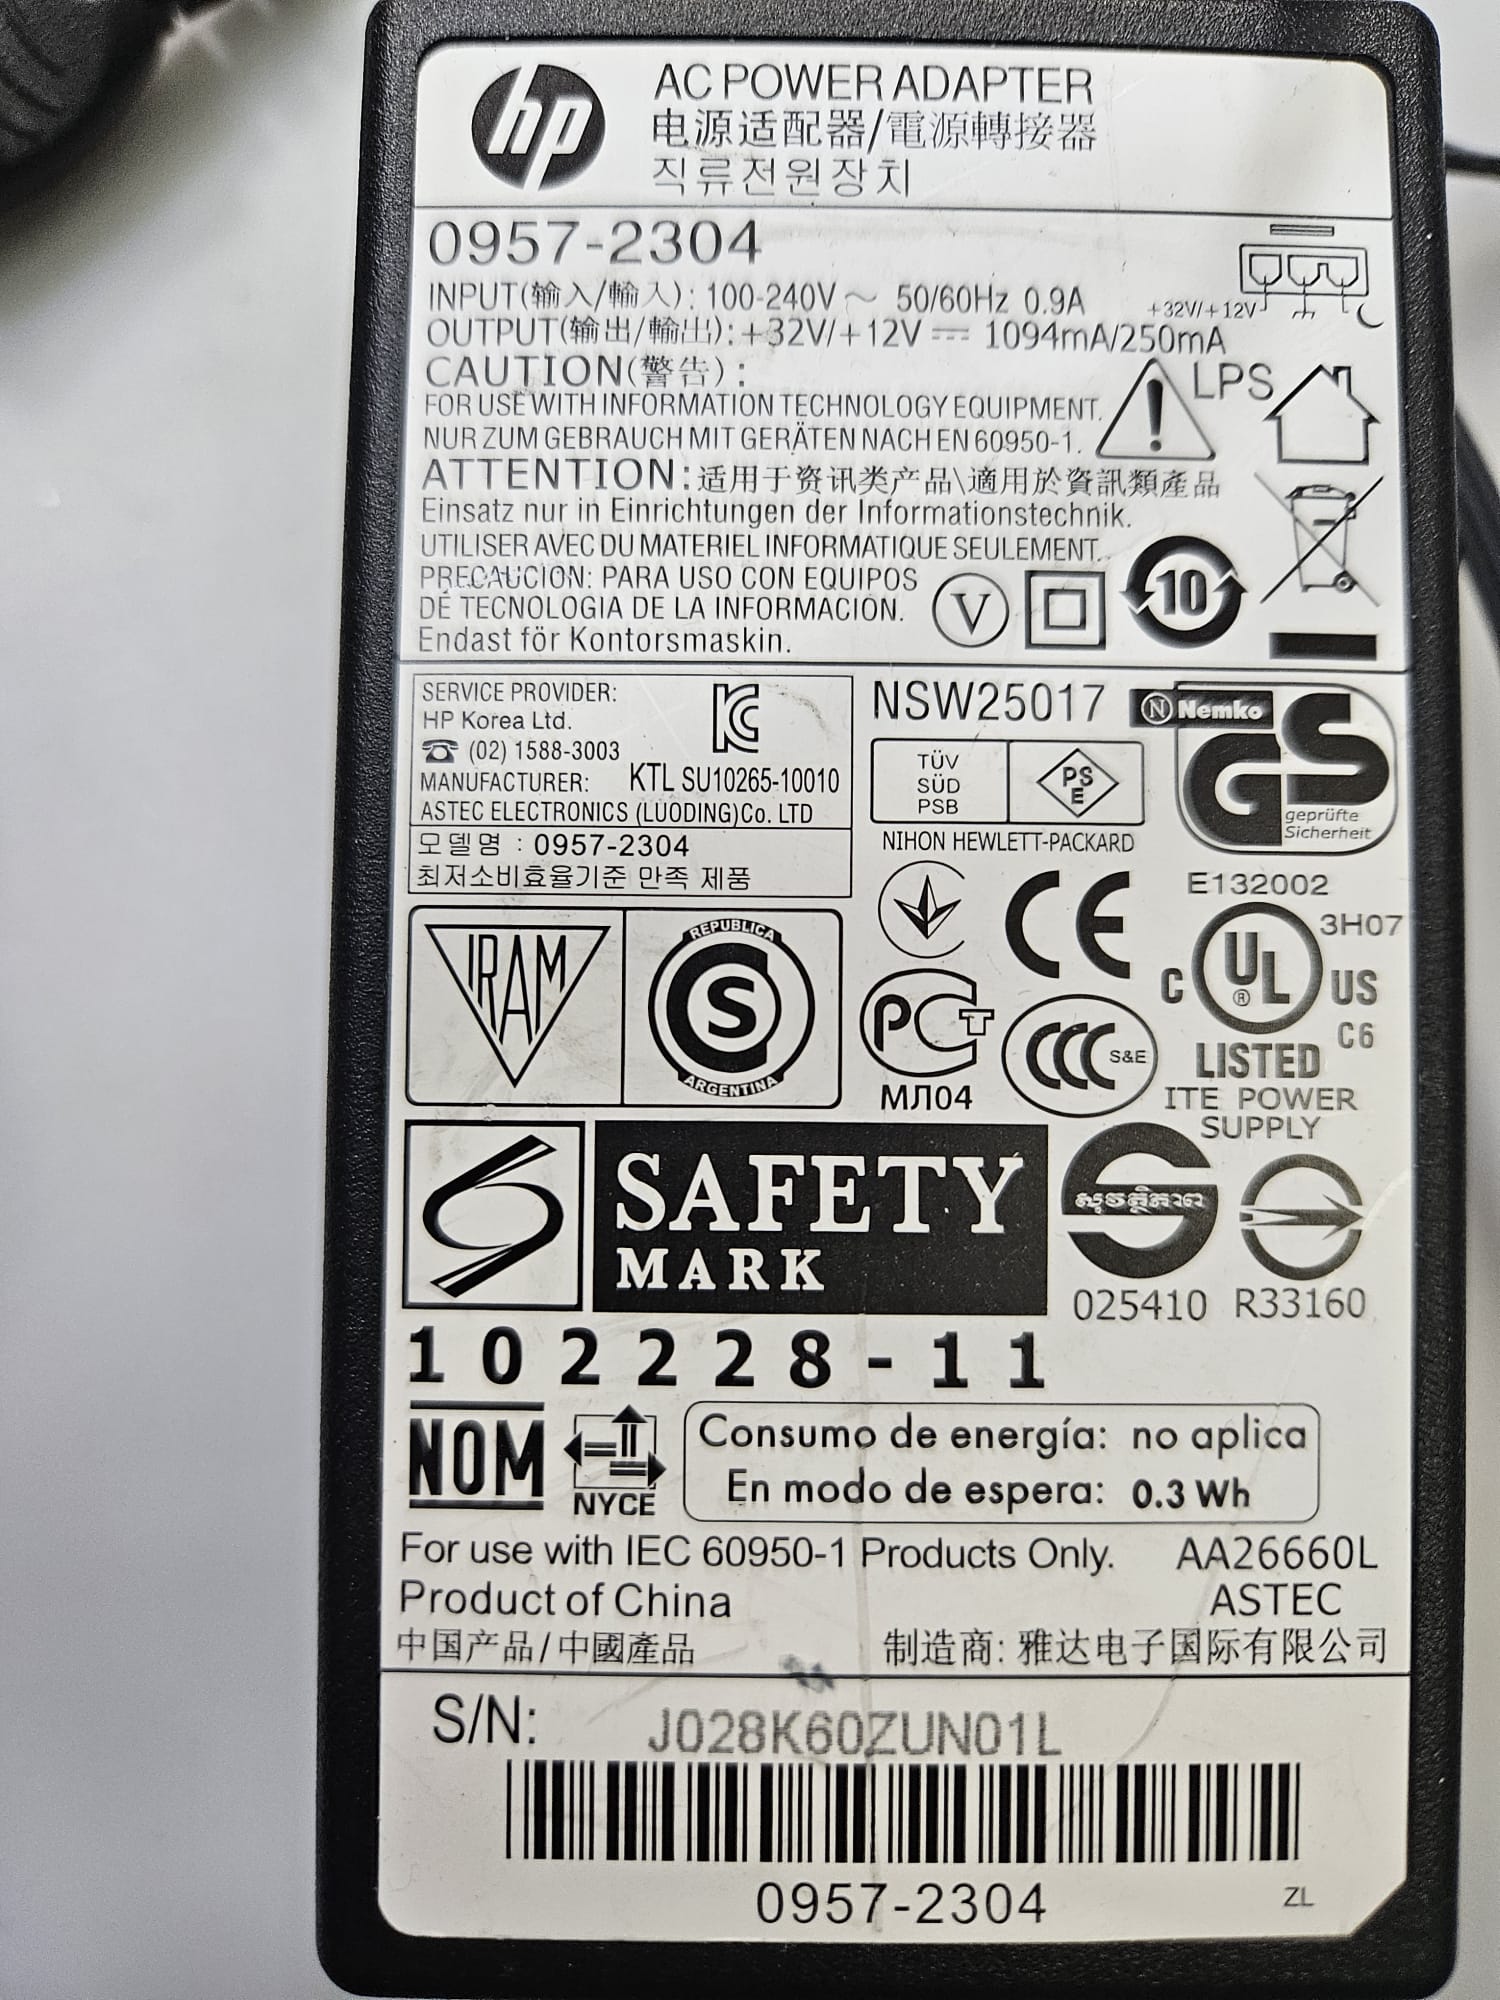 hp
AC POWER ADAPTER
电源适配器/電源轉接器
직류전원장치
0957-2304
INPUT(输入/輸入): 100-240V～ 50/60Hz 0.9A
+32V/+12V
OUTPUT(输出/輸出): +32V/+12V⎓ 1094mA/250mA
CAUTION(警告):
LPS
FOR USE WITH INFORMATION TECHNOLOGY EQUIPMENT.
NUR ZUM GEBRAUCH MIT GERÄTEN NACH EN 60950-1.
ATTENTION:适用于资讯类产品\適用於資訊類產品
Einsatz nur in Einrichtungen der Informationstechnik.
UTILISER AVEC DU MATERIEL INFORMATIQUE SEULEMENT.
PRECAUCION: PARA USO CON EQUIPOS
DE TECNOLOGIA DE LA INFORMACION.
Endast för Kontorsmaskin.
V
10
SERVICE PROVIDER:
HP Korea Ltd.
☎ (02) 1588-3003
MANUFACTURER: KTL SU10265-10010
ASTEC ELECTRONICS (LUODING)Co. LTD
모델명 : 0957-2304
최저소비효율기준 만족 제품
NSW25017
N Nemko
GS
geprüfte
Sicherheit
TÜV
SÜD
PSB
PS
E
NIHON HEWLETT-PACKARD
IRAM
REPUBLICA
S
ARGENTINA
CE
E132002
3H07
C UL® US
C6
LISTED
ITE POWER
SUPPLY
PCT
МЛ04
CCC S&E
SAFETY
MARK
102228-11
សុវត្ថិភាព
025410
R33160
NOM
NYCE
Consumo de energía: no aplica
En modo de espera: 0.3 Wh
For use with IEC 60950-1 Products Only. AA26660L
Product of China ASTEC
中国产品/中國產品 制造商: 雅达电子国际有限公司
S/N: J028K60ZUN01L
0957-2304
ZL